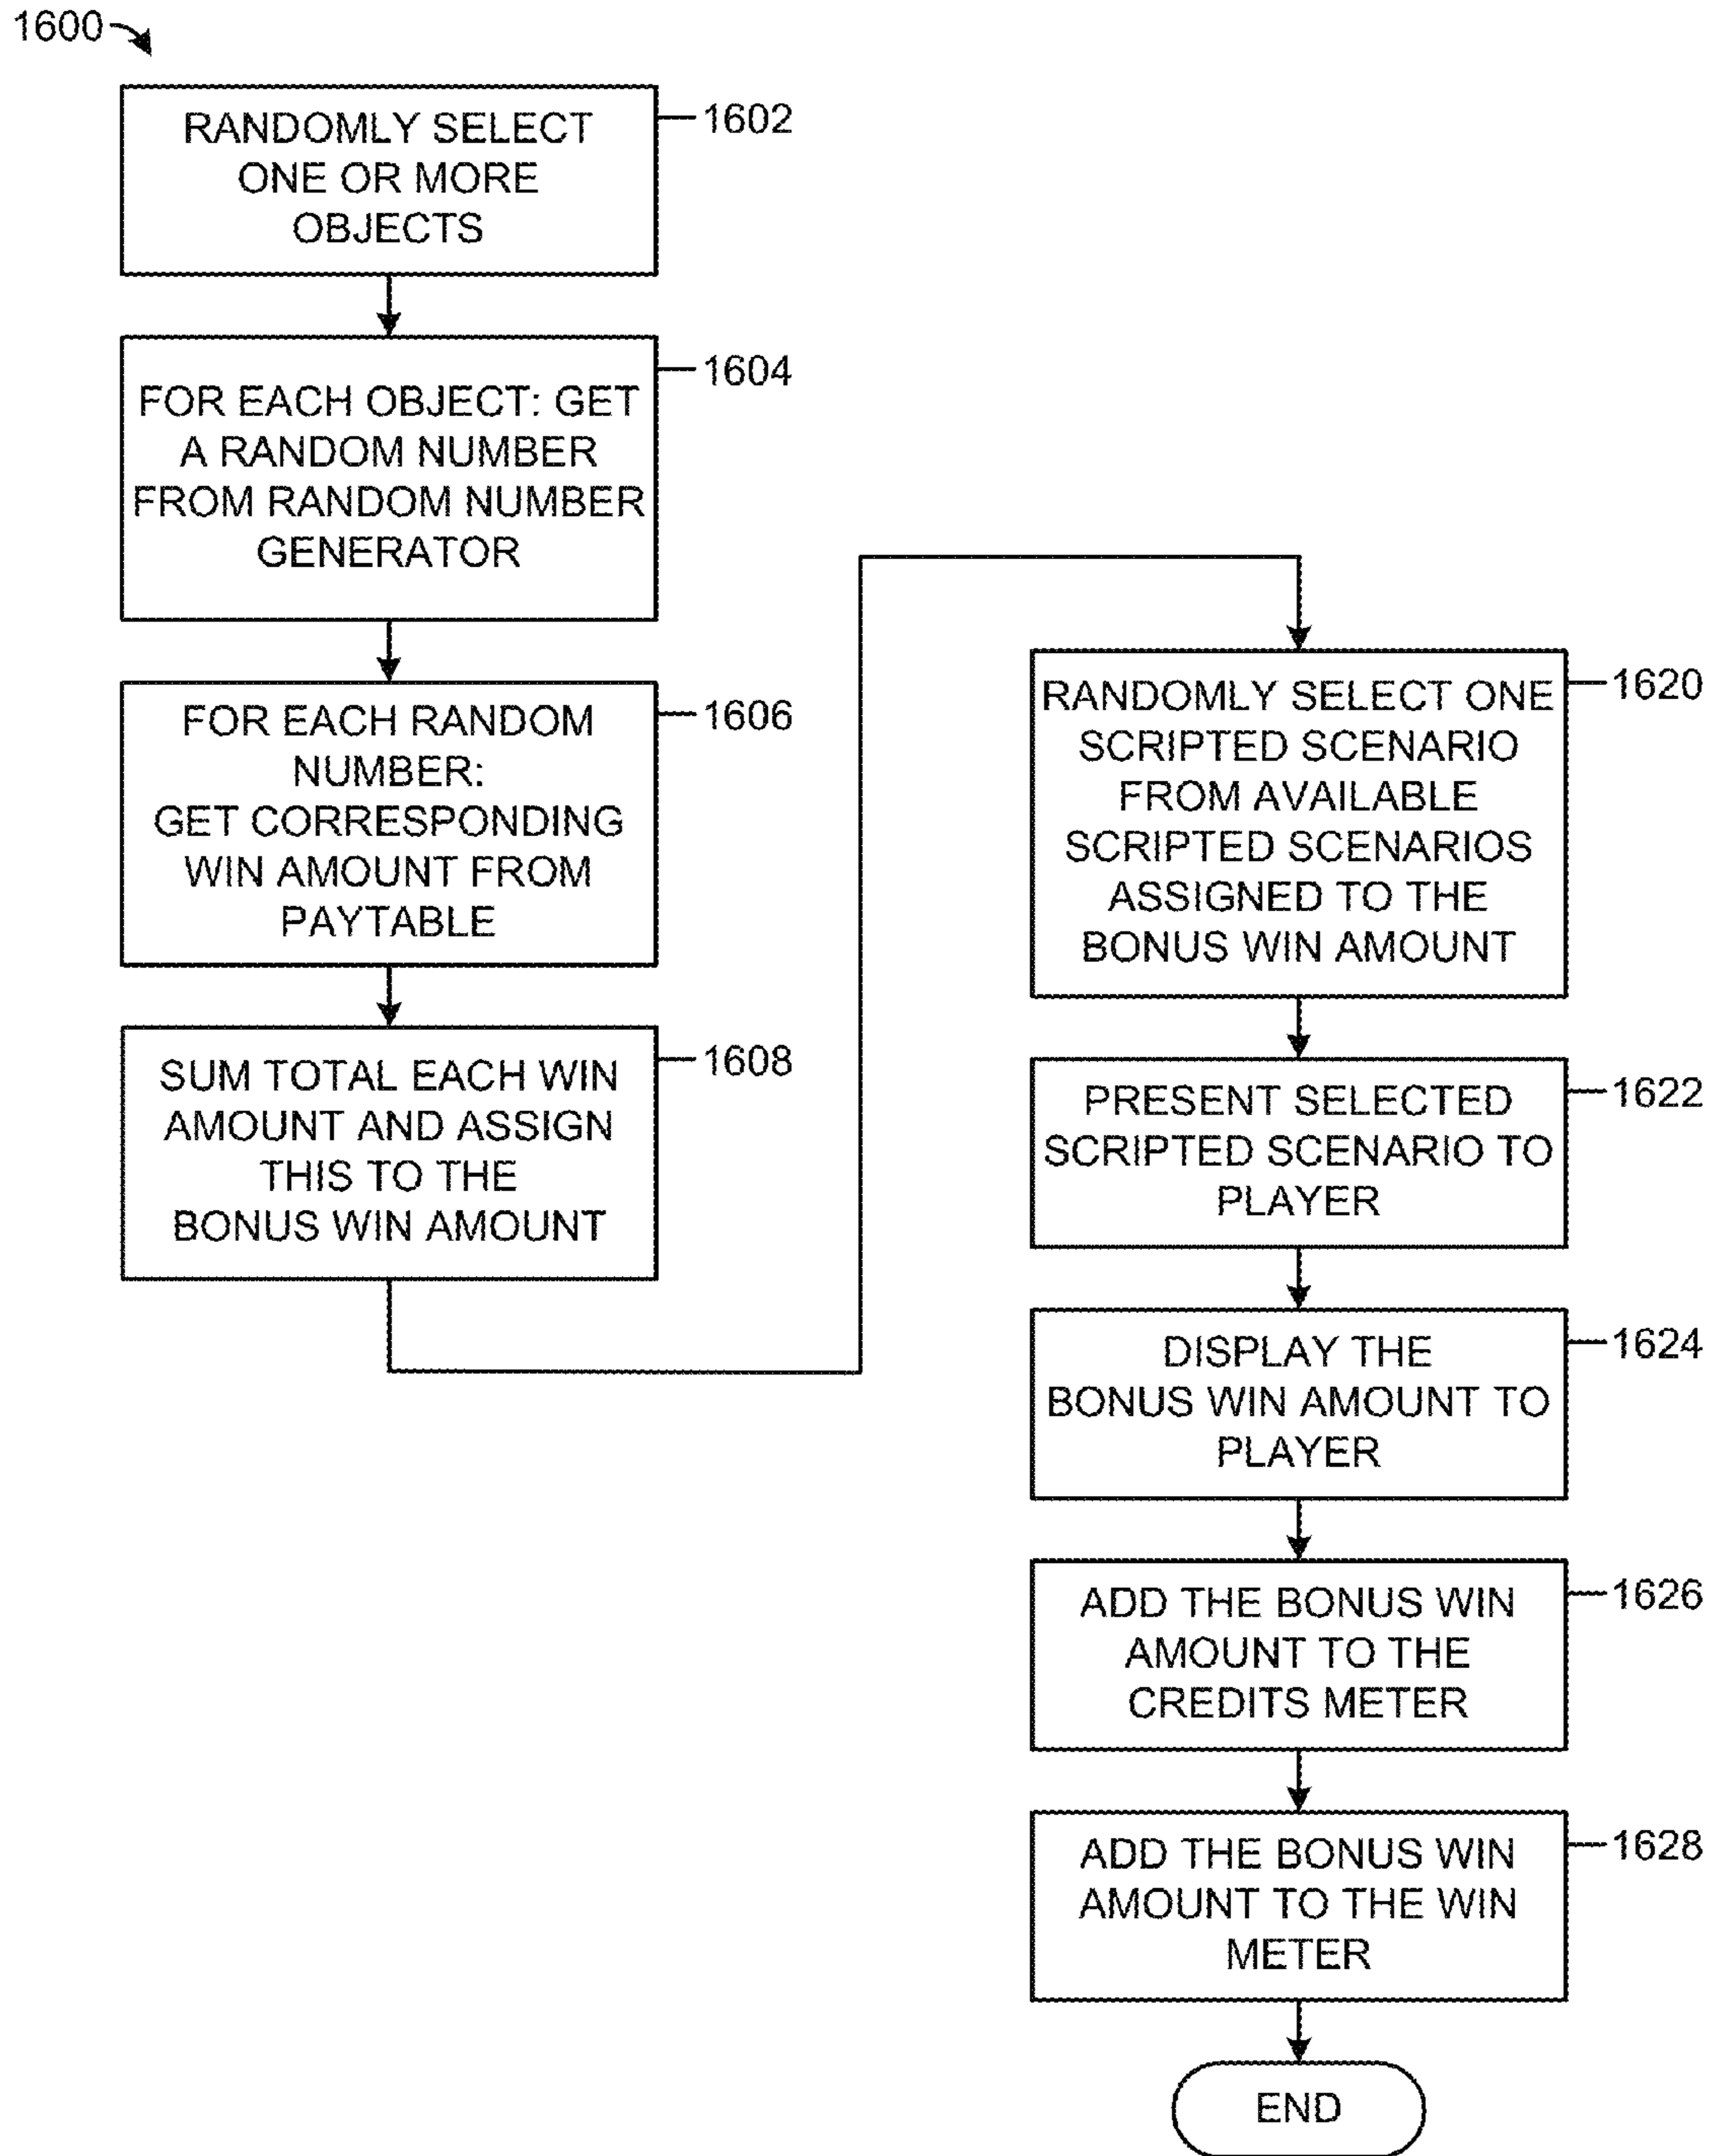 1600
RANDOMLY SELECT
ONE OR MORE
OBJECTS
1602
FOR EACH OBJECT: GET
A RANDOM NUMBER
FROM RANDOM NUMBER
GENERATOR
1604
FOR EACH RANDOM
NUMBER:
GET CORRESPONDING
WIN AMOUNT FROM
PAYTABLE
1606
SUM TOTAL EACH WIN
AMOUNT AND ASSIGN
THIS TO THE
BONUS WIN AMOUNT
1608
RANDOMLY SELECT ONE
SCRIPTED SCENARIO
FROM AVAILABLE
SCRIPTED SCENARIOS
ASSIGNED TO THE
BONUS WIN AMOUNT
1620
PRESENT SELECTED
SCRIPTED SCENARIO TO
PLAYER
1622
DISPLAY THE
BONUS WIN AMOUNT TO
PLAYER
1624
ADD THE BONUS WIN
AMOUNT TO THE
CREDITS METER
1626
ADD THE BONUS WIN
AMOUNT TO THE WIN
METER
1628
END